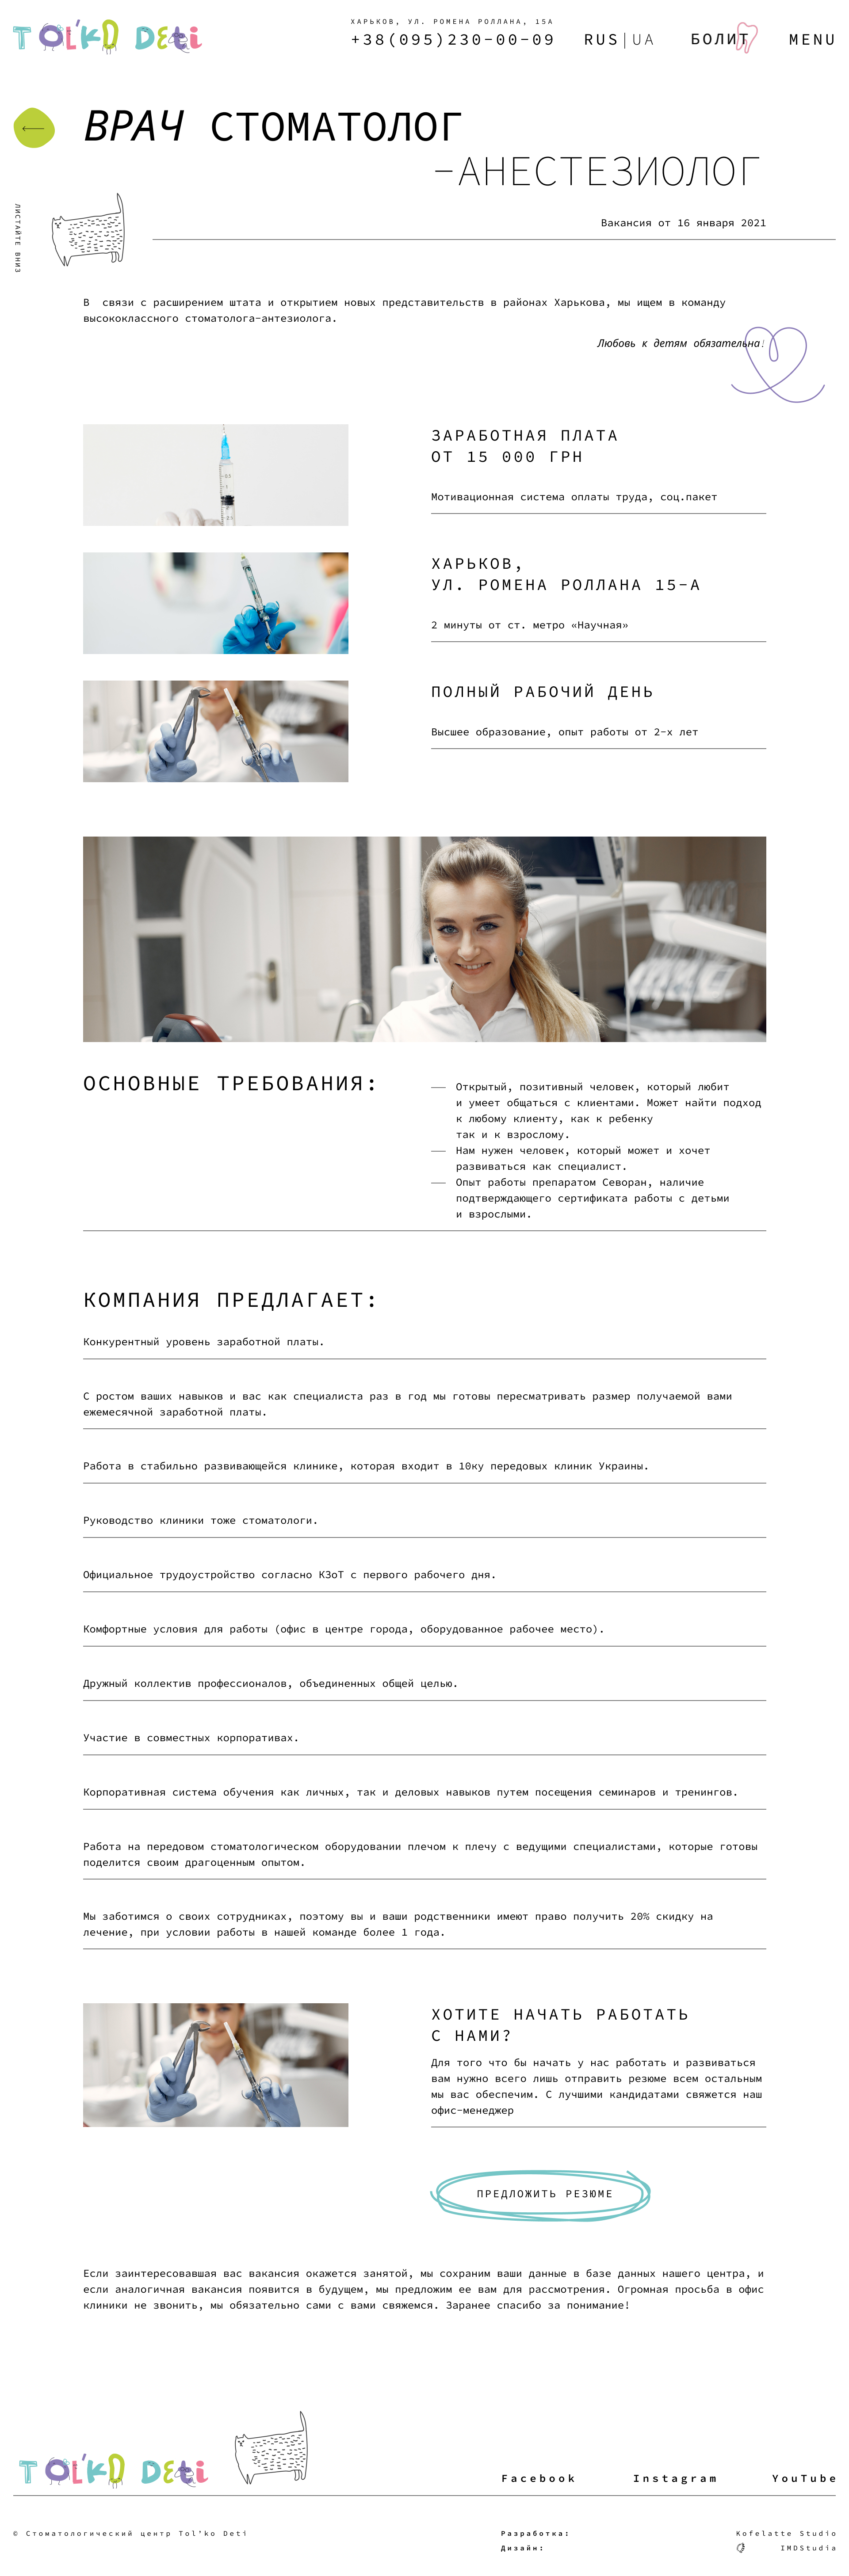 TOL'KO DETI
ХАРЬКОВ, УЛ. РОМЕНА РОЛЛАНА, 15А
+38(095)230-00-09
RUS|UA
БОЛИТ
MENU
ВРАЧ СТОМАТОЛОГ
-АНЕСТЕЗИОЛОГ
ЛИСТАЙТЕ ВНИЗ
Вакансия от 16 января 2021
В связи с расширением штата и открытием новых представительств в районах Харькова, мы ищем в команду
высококлассного стоматолога-антезиолога.
Любовь к детям обязательна!
ЗАРАБОТНАЯ ПЛАТА
ОТ 15 000 ГРН
Мотивационная система оплаты труда, соц.пакет
ХАРЬКОВ,
УЛ. РОМЕНА РОЛЛАНА 15-А
2 минуты от ст. метро «Научная»
ПОЛНЫЙ РАБОЧИЙ ДЕНЬ
Высшее образование, опыт работы от 2-х лет
ОСНОВНЫЕ ТРЕБОВАНИЯ:
— Открытый, позитивный человек, который любит
и умеет общаться с клиентами. Может найти подход
к любому клиенту, как к ребенку
так и к взрослому.
— Нам нужен человек, который может и хочет
развиваться как специалист.
— Опыт работы препаратом Севоран, наличие
подтверждающего сертификата работы с детьми
и взрослыми.
КОМПАНИЯ ПРЕДЛАГАЕТ:
Конкурентный уровень заработной платы.
С ростом ваших навыков и вас как специалиста раз в год мы готовы пересматривать размер получаемой вами
ежемесячной заработной платы.
Работа в стабильно развивающейся клинике, которая входит в 10ку передовых клиник Украины.
Руководство клиники тоже стоматологи.
Официальное трудоустройство согласно КЗоТ с первого рабочего дня.
Комфортные условия для работы (офис в центре города, оборудованное рабочее место).
Дружный коллектив профессионалов, объединенных общей целью.
Участие в совместных корпоративах.
Корпоративная система обучения как личных, так и деловых навыков путем посещения семинаров и тренингов.
Работа на передовом стоматологическом оборудовании плечом к плечу с ведущими специалистами, которые готовы
поделится своим драгоценным опытом.
Мы заботимся о своих сотрудниках, поэтому вы и ваши родственники имеют право получить 20% скидку на
лечение, при условии работы в нашей команде более 1 года.
ХОТИТЕ НАЧАТЬ РАБОТАТЬ
С НАМИ?
Для того что бы начать у нас работать и развиваться
вам нужно всего лишь отправить резюме всем остальным
мы вас обеспечим. С лучшими кандидатами свяжется наш
офис-менеджер
ПРЕДЛОЖИТЬ РЕЗЮМЕ
Если заинтересовавшая вас вакансия окажется занятой, мы сохраним ваши данные в базе данных нашего центра, и
если аналогичная вакансия появится в будущем, мы предложим ее вам для рассмотрения. Огромная просьба в офис
клиники не звонить, мы обязательно сами с вами свяжемся. Заранее спасибо за понимание!
TOL'KO DETI
Facebook
Instagram
YouTube
© Стоматологический центр Tol'ko Deti
Разработка:
Kofelatte Studio
Дизайн:
IMDStudia